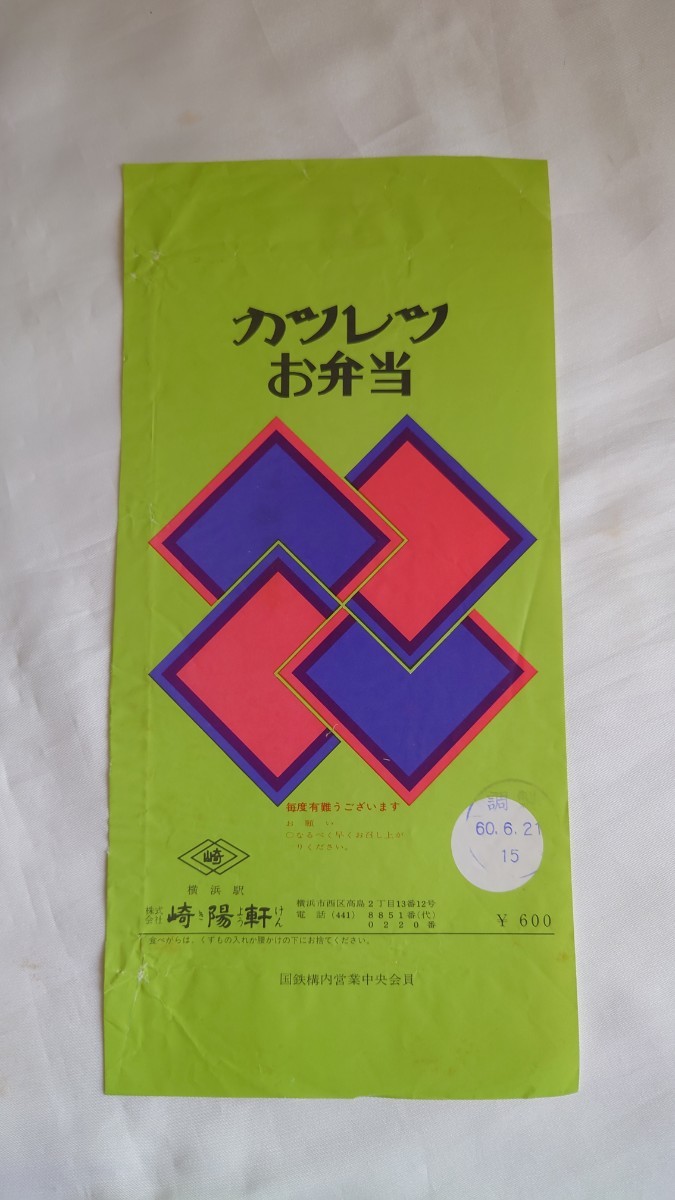 カツレツ
お弁当
毎度有難うございます
お願い
○なるべく早くお召し上が
りください。
調
60.6.21
15
崎
横浜駅
株式会社 崎陽軒
き よう けん
横浜市西区高島2丁目13番12号
電話 (441) 8851番(代)
0220番
¥600
食べがらは、くずもの入れか腰かけの下にお捨てください。
国鉄構内営業中央会員